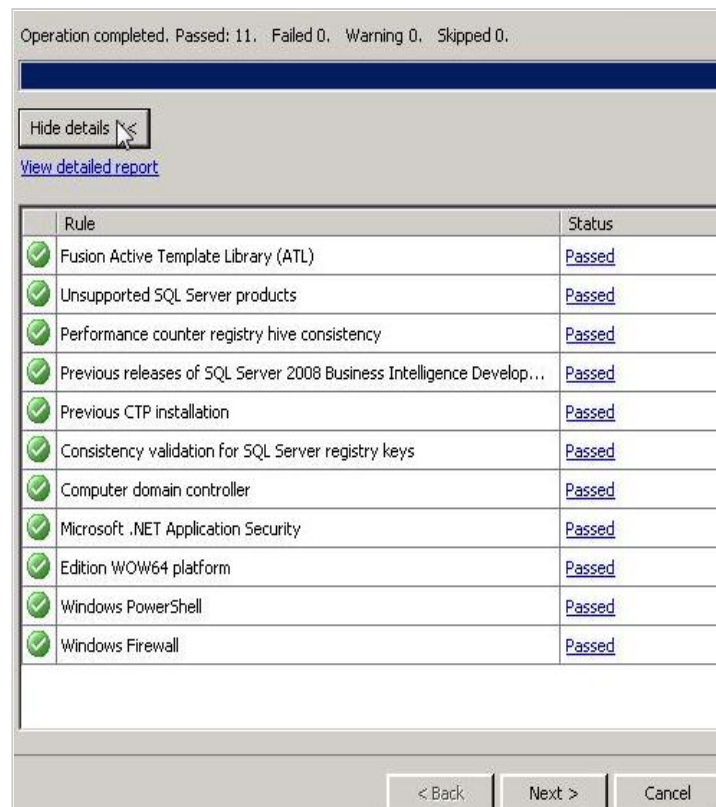 Operation completed. Passed: 11.   Failed 0.   Warning 0.   Skipped 0.
Hide details <<
View detailed report
Rule Status
Fusion Active Template Library (ATL) Passed
Unsupported SQL Server products Passed
Performance counter registry hive consistency Passed
Previous releases of SQL Server 2008 Business Intelligence Develop... Passed
Previous CTP installation Passed
Consistency validation for SQL Server registry keys Passed
Computer domain controller Passed
Microsoft .NET Application Security Passed
Edition WOW64 platform Passed
Windows PowerShell Passed
Windows Firewall Passed
< Back Next > Cancel